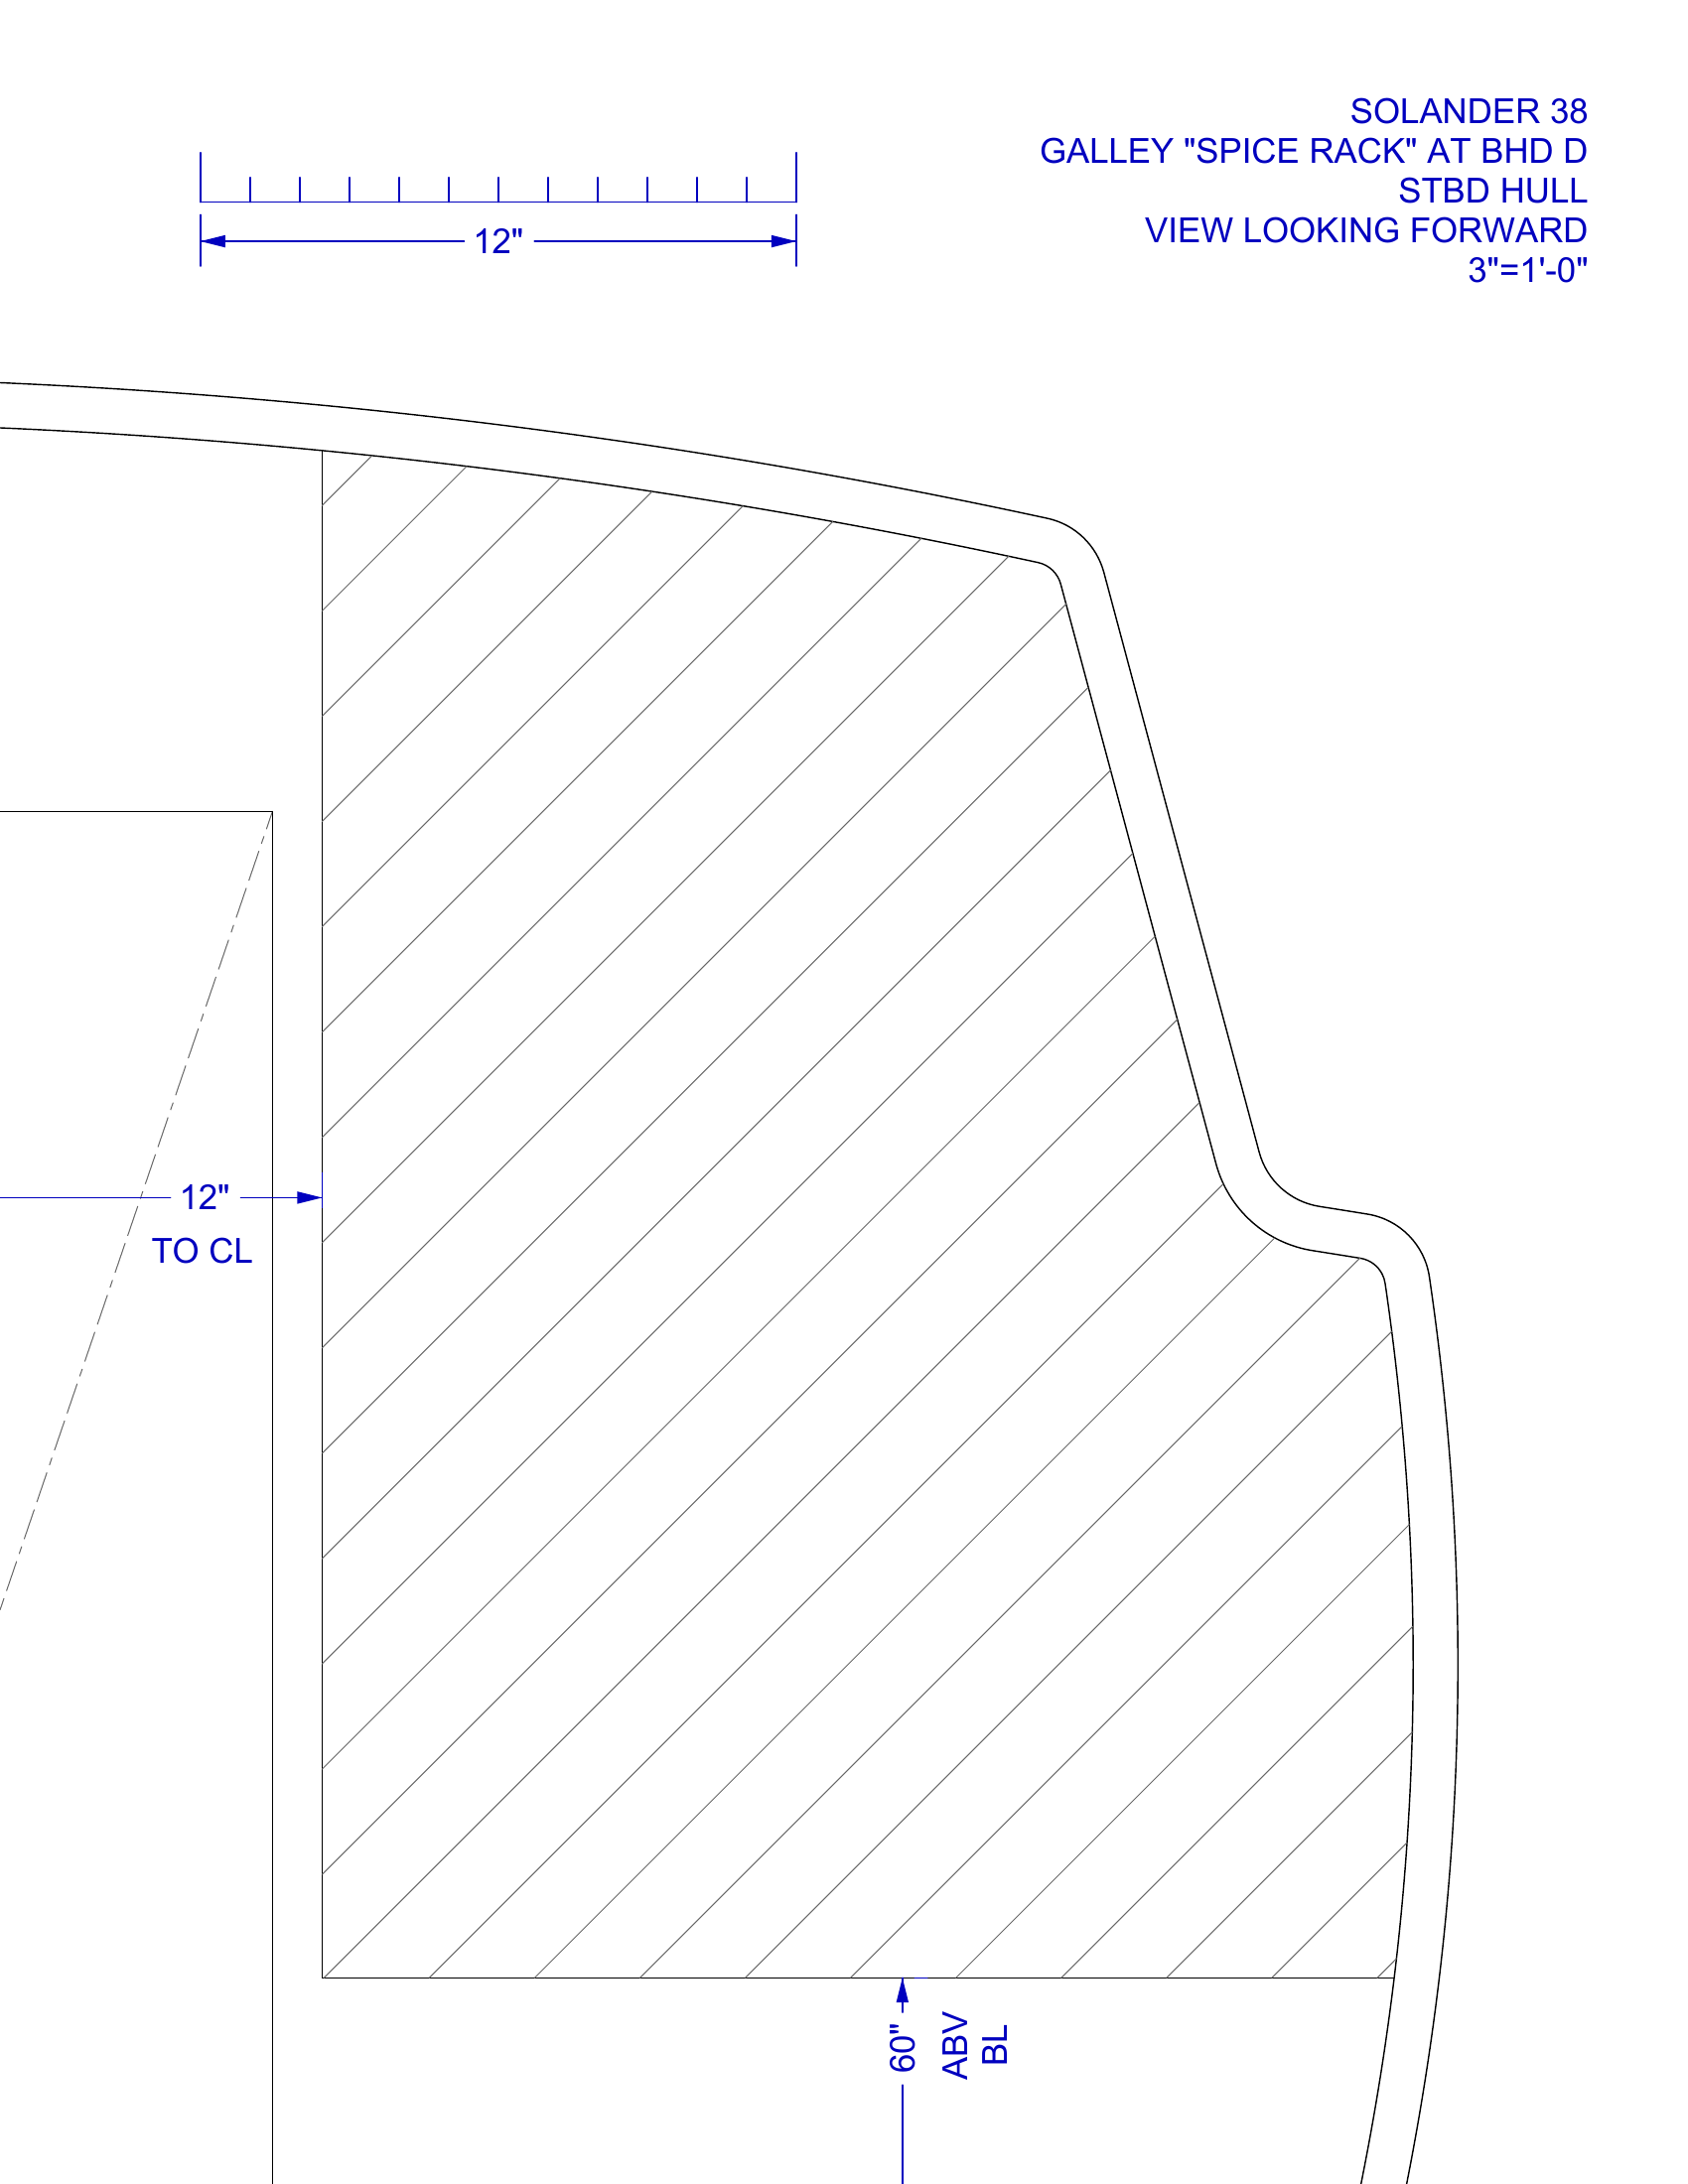 SOLANDER 38
GALLEY "SPICE RACK" AT BHD D
STBD HULL
VIEW LOOKING FORWARD
3"=1'-0"
12"
12"
TO CL
60"
ABV
BL